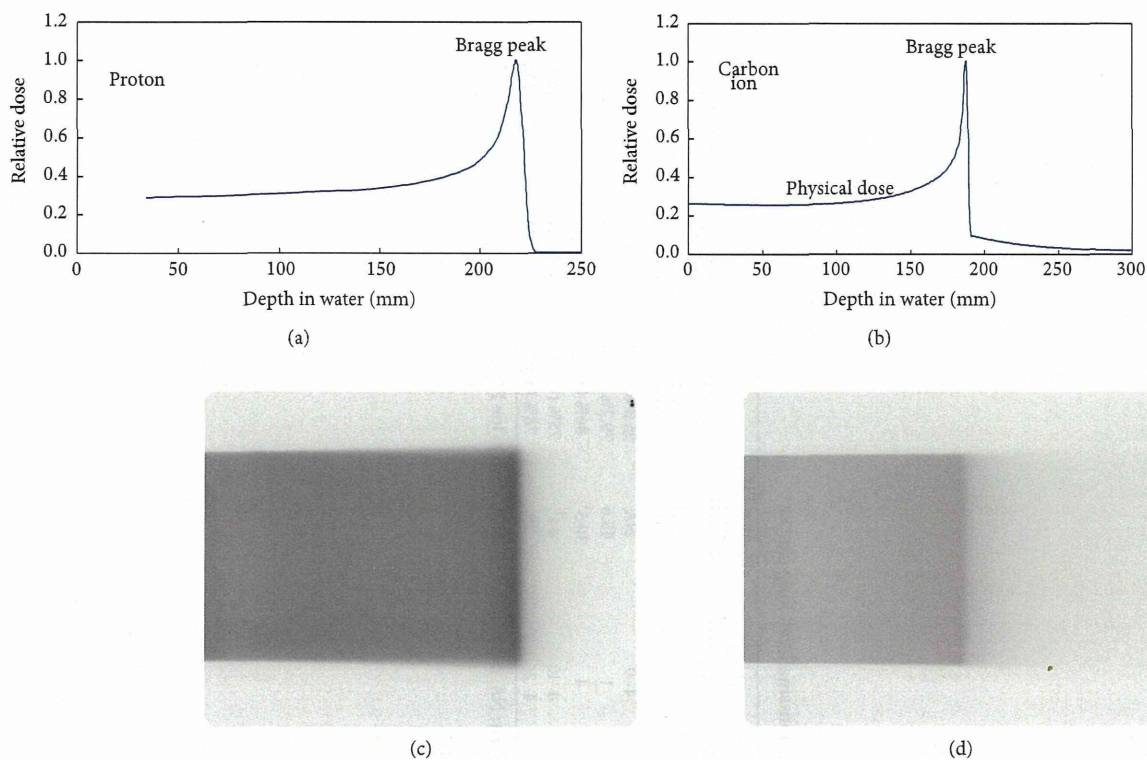 1.2
1.0
0.8
0.6
0.4
0.2
0.0
Relative dose
Proton
Bragg peak
0 50 100 150 200 250
Depth in water (mm)
(a)
1.2
1.0
0.8
0.6
0.4
0.2
0.0
Relative dose
Carbon
ion
Bragg peak
Physical dose
0 50 100 150 200 250 300
Depth in water (mm)
(b)
(c)
(d)